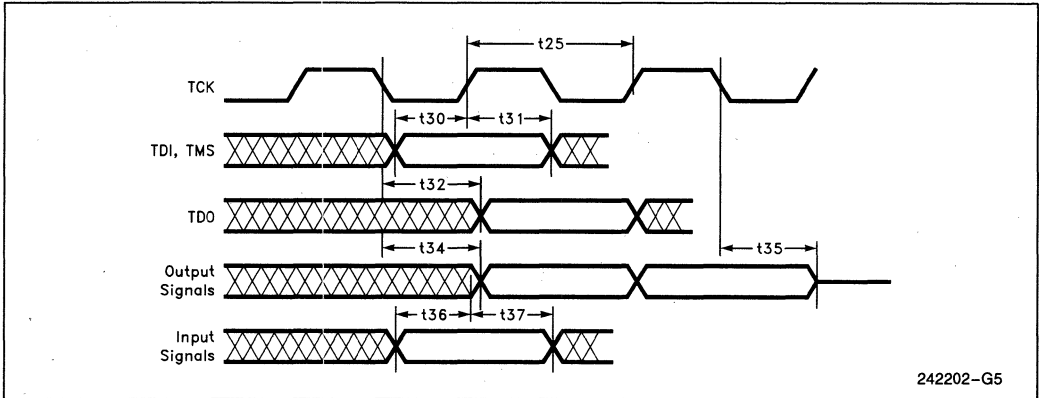 t25
TCK
t30 t31
TDI, TMS
t32
TDO
t34 t35
Output
Signals
t36 t37
Input
Signals
242202-G5